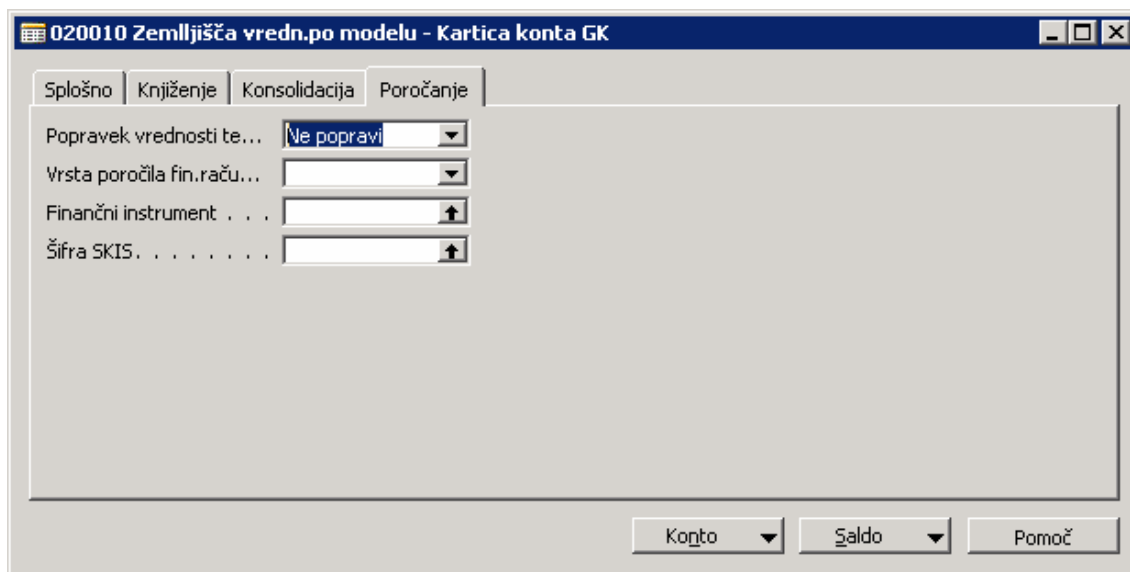 020010 Zemlljišča vredn.po modelu - Kartica konta GK
Splošno Knjiženje Konsolidacija Poročanje
Popravek vrednosti te... Ne popravi
Vrsta poročila fin.raču...
Finančni instrument . . .
Šifra SKIS. . . . . . . .
Konto Saldo Pomoč